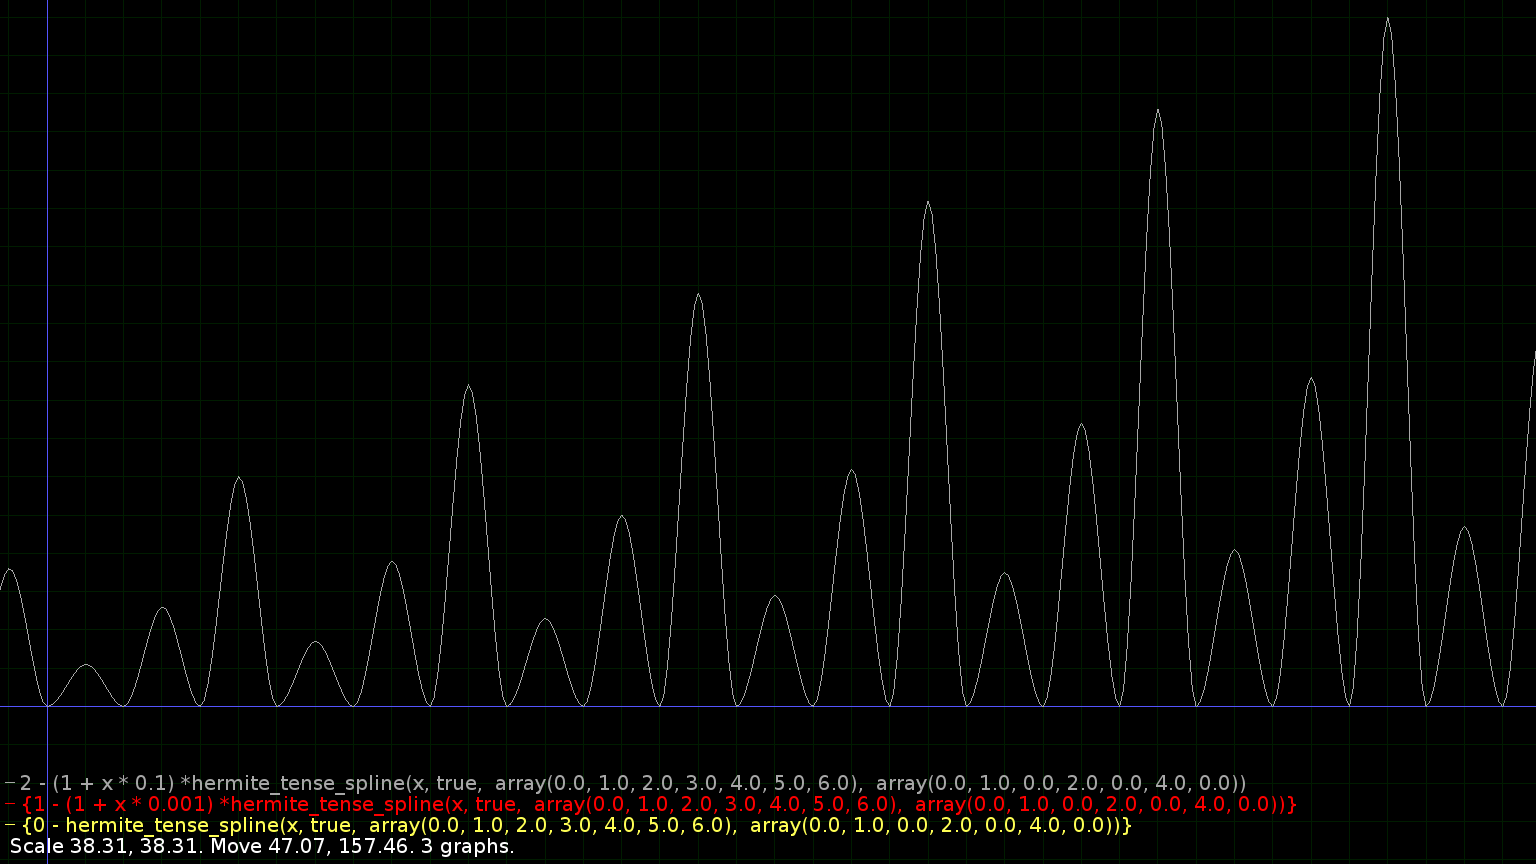 2 - (1 + x * 0.1) *hermite_tense_spline(x, true,  array(0.0, 1.0, 2.0, 3.0, 4.0, 5.0, 6.0),  array(0.0, 1.0, 0.0, 2.0, 0.0, 4.0, 0.0))
{1 - (1 + x * 0.001) *hermite_tense_spline(x, true,  array(0.0, 1.0, 2.0, 3.0, 4.0, 5.0, 6.0),  array(0.0, 1.0, 0.0, 2.0, 0.0, 4.0, 0.0))}
{0 - hermite_tense_spline(x, true,  array(0.0, 1.0, 2.0, 3.0, 4.0, 5.0, 6.0),  array(0.0, 1.0, 0.0, 2.0, 0.0, 4.0, 0.0))}
Scale 38.31, 38.31. Move 47.07, 157.46. 3 graphs.